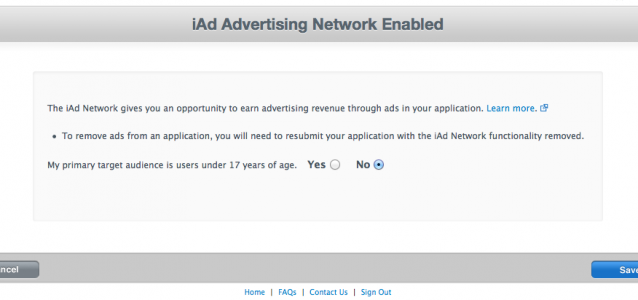 iAd Advertising Network Enabled
The iAd Network gives you an opportunity to earn advertising revenue through ads in your application. Learn more.
• To remove ads from an application, you will need to resubmit your application with the iAd Network functionality removed.
My primary target audience is users under 17 years of age. Yes No
ncel Save
Home | FAQs | Contact Us | Sign Out